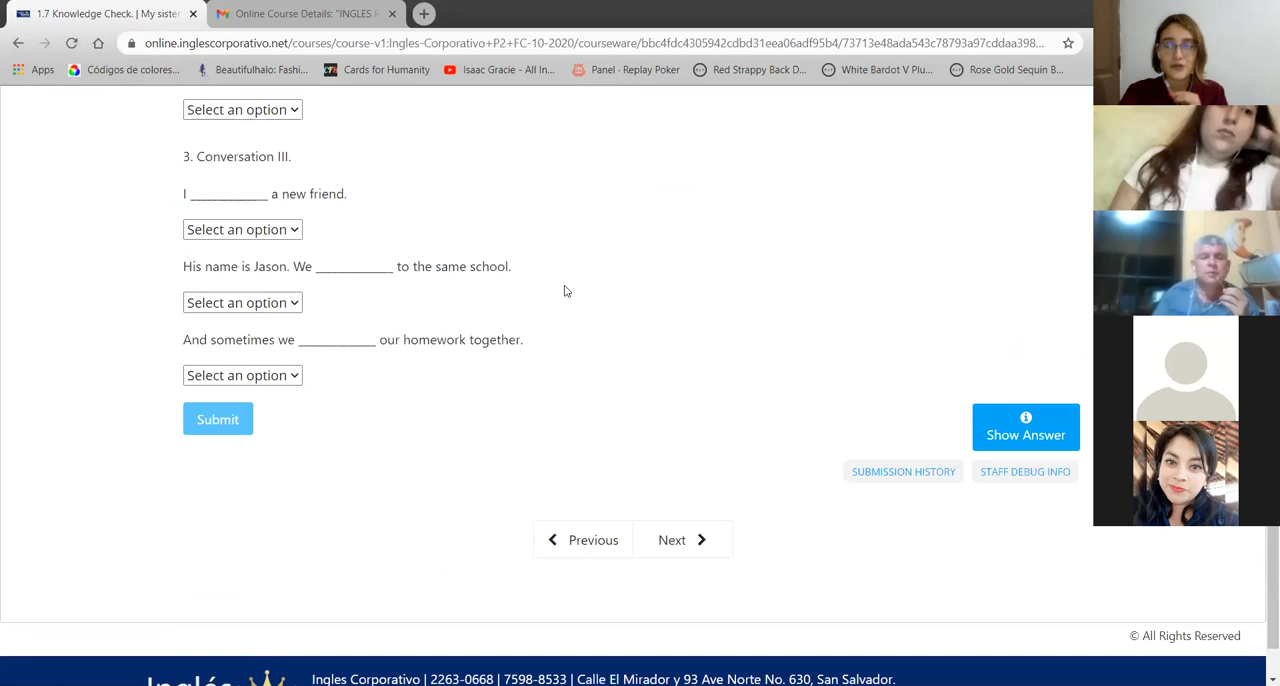 1.7 Knowledge Check. | My sister
Online Course Details: "INGLES P
online.inglescorporativo.net/courses/course-v1:Ingles-Corporativo+P2+FC-10-2020/courseware/bbc4fdc4305942cdbd31eea06adf95b4/73713e48ada543c78793a97cddaa398...
Apps
Códigos de colores...
Beautifulhalo: Fashi...
Cards for Humanity
Isaac Gracie - All In...
Panel · Replay Poker
Red Strappy Back D...
White Bardot V Plu...
Rose Gold Sequin B...
Select an option
3. Conversation III.
I _____________ a new friend.
Select an option
His name is Jason. We _____________ to the same school.
Select an option
And sometimes we _____________ our homework together.
Select an option
Submit
Show Answer
SUBMISSION HISTORY
STAFF DEBUG INFO
Previous
Next
© All Rights Reserved
Inglés
Ingles Corporativo | 2263-0668 | 7598-8533 | Calle El Mirador y 93 Ave Norte No. 630, San Salvador.